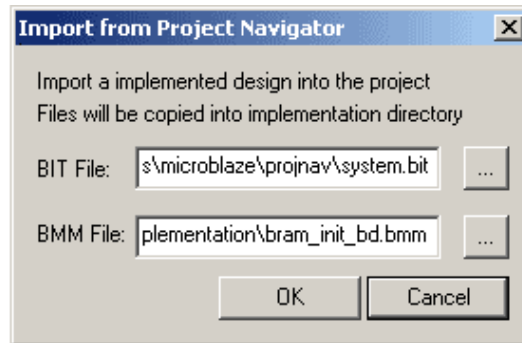 Import from Project Navigator
Import a implemented design into the project
Files will be copied into implementation directory
BIT File: s\microblaze\projnav\system.bit ...
BMM File: plementation\bram_init_bd.bmm ...
OK Cancel